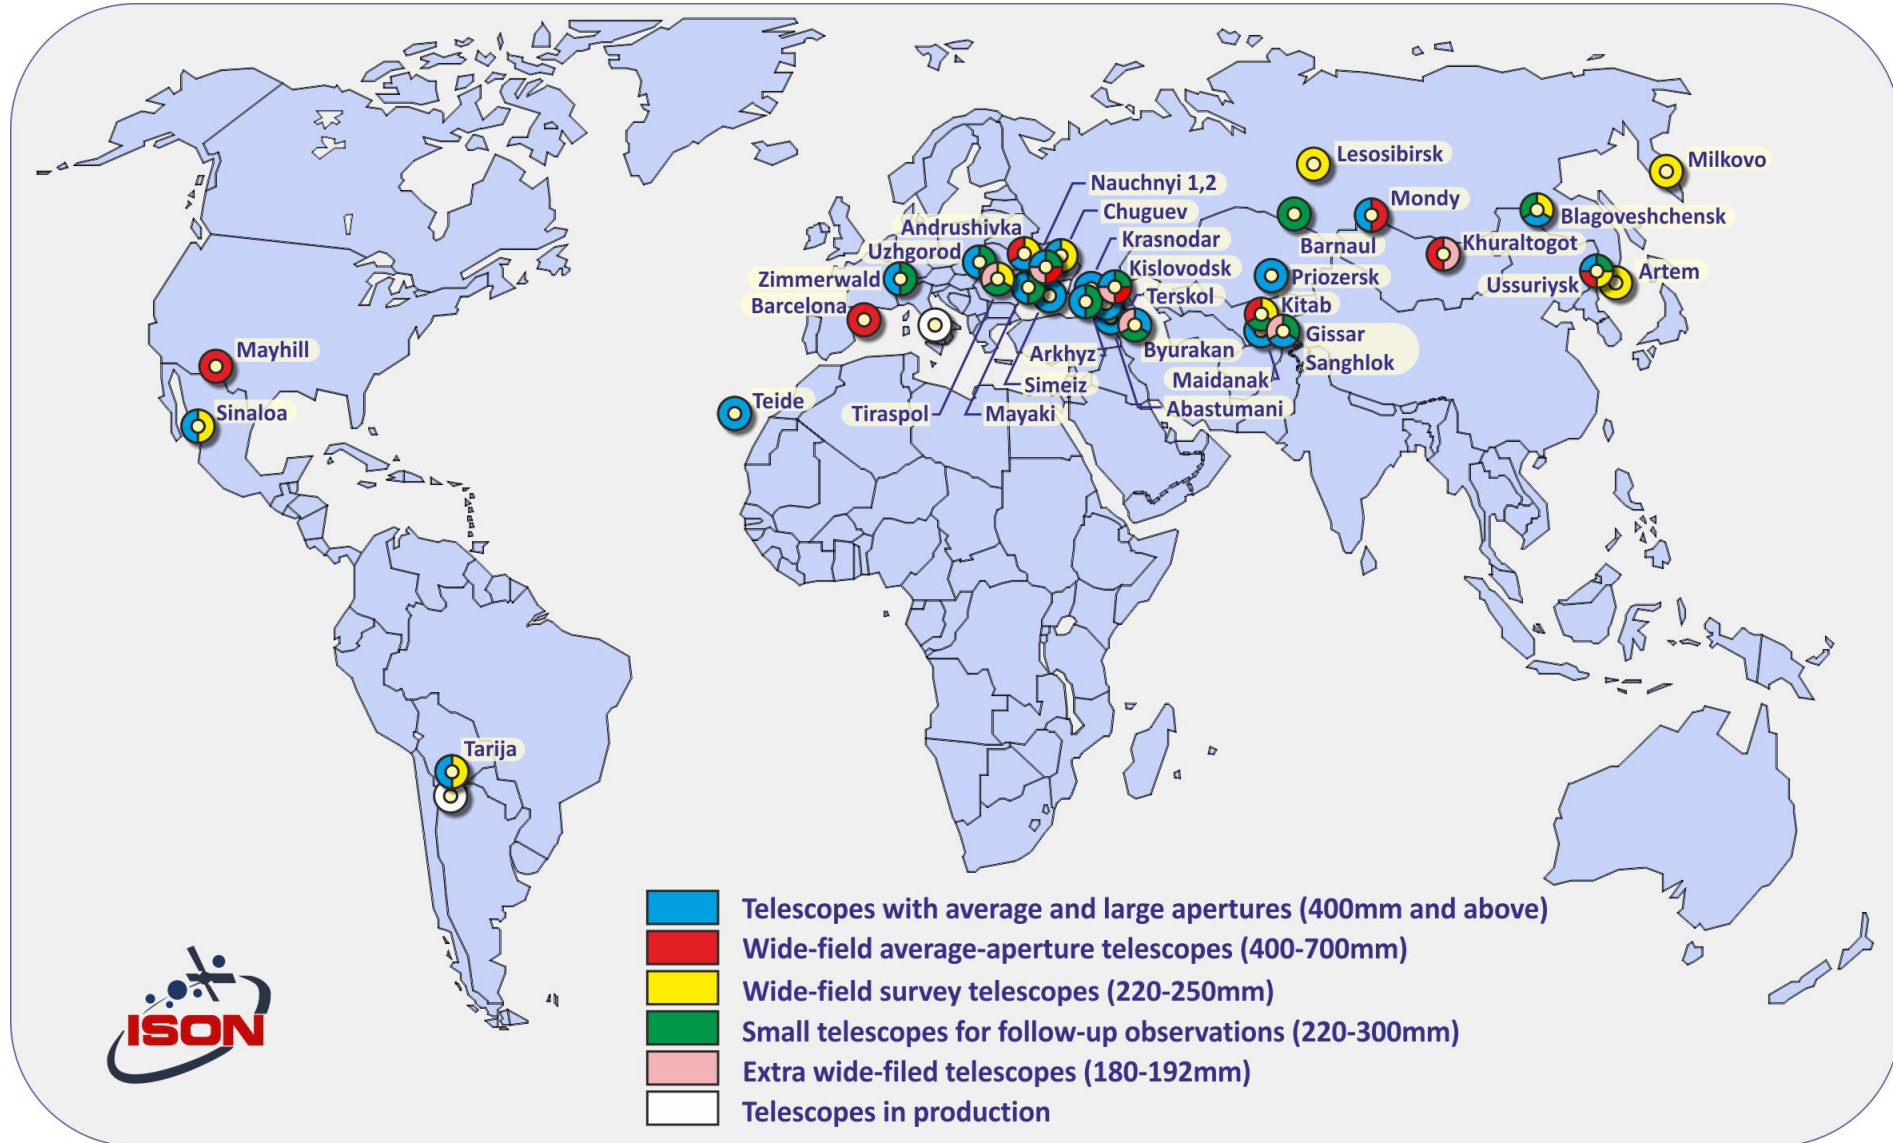 Lesosibirsk
Milkovo
Nauchnyi 1,2
Mondy
Chuguev
Blagoveshchensk
Andrushivka
Krasnodar
Barnaul
Khuraltogot
Uzhgorod
Kislovodsk
Zimmerwald
Priozersk
Ussuriysk
Artem
Terskol
Barcelona
Kitab
Gissar
Mayhill
Arkhyz
Byurakan
Sanghlok
Simeiz
Maidanak
Teide
Sinaloa
Tiraspol
Mayaki
Abastumani
Tarija
Telescopes with average and large apertures (400mm and above)
Wide-field average-aperture telescopes (400-700mm)
Wide-field survey telescopes (220-250mm)
Small telescopes for follow-up observations (220-300mm)
Extra wide-filed telescopes (180-192mm)
Telescopes in production
ISON